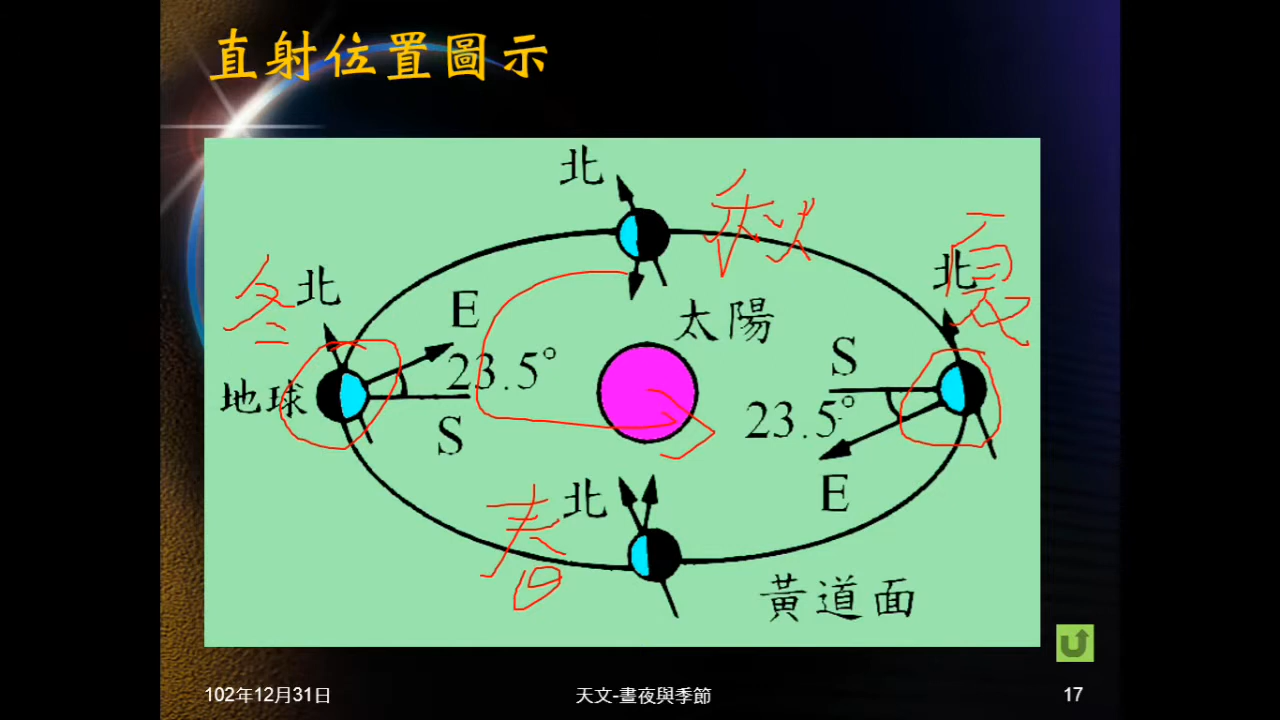 直射位置圖示
北
秋
夏
北
冬
北
E
太陽
S
23.5°
地球
23.5°
S
E
春
北
黃道面
102年12月31日
天文-晝夜與季節
17